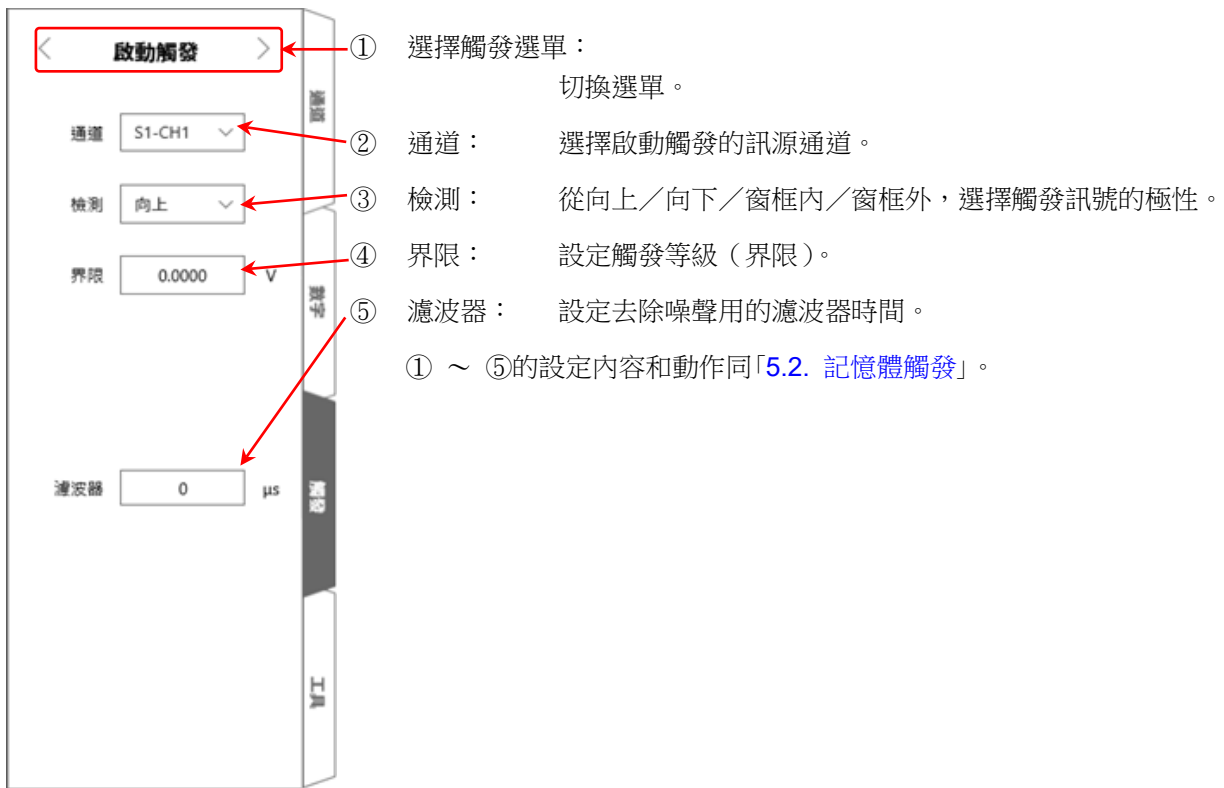 啟動觸發
通道 S1-CH1
檢測 向上
界限 0.0000 V
濾波器 0 µs
通道
數字
觸發
工具
① 選擇觸發選單：
切換選單。
② 通道： 選擇啟動觸發的訊源通道。
③ 檢測： 從向上／向下／窗框內／窗框外，選擇觸發訊號的極性。
④ 界限： 設定觸發等級（界限）。
⑤ 濾波器： 設定去除噪聲用的濾波器時間。
① ～ ⑤的設定內容和動作同「5.2. 記憶體觸發」。